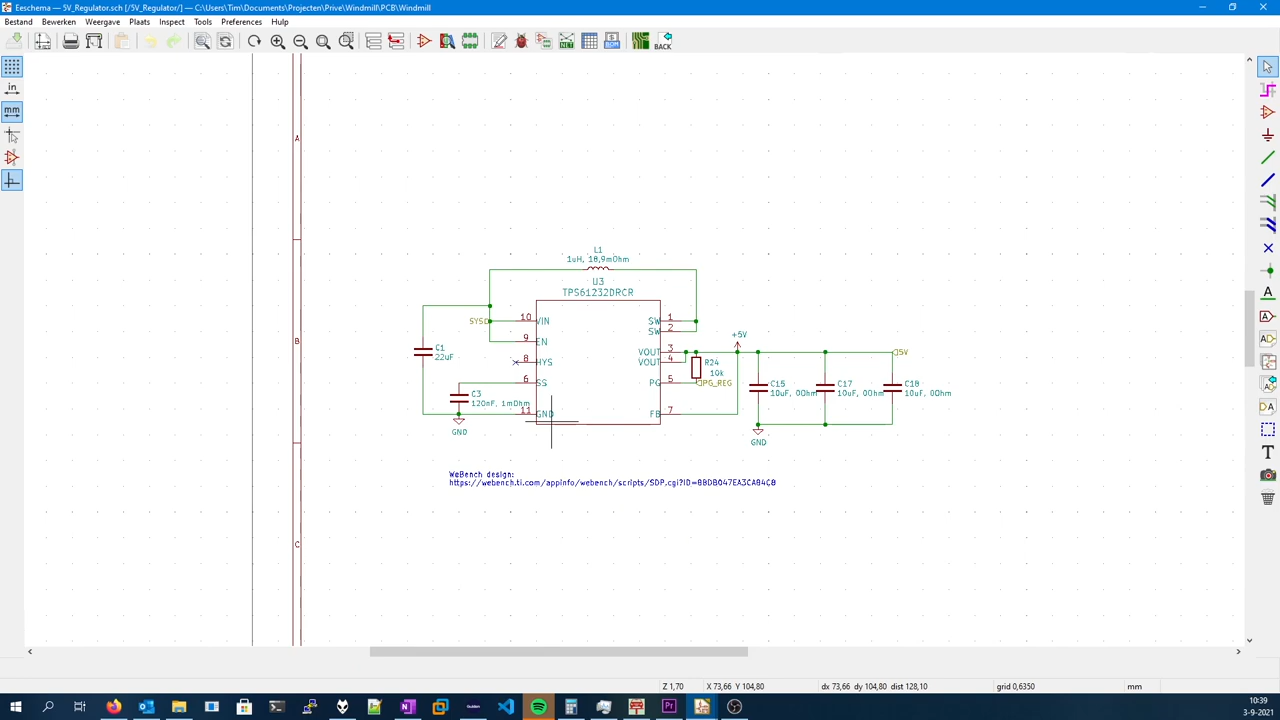 Eeschema — 5V_Regulator.sch [/5V_Regulator/] — C:\Users\Tim\Documents\Projecten\Prive\Windmill\PCB\Windmill
Bestand Bewerken Weergave Plaats Inspect Tools Preferences Help
BACK
in
mm
A
B
C
L1
1uH, 18,9mOhm
U3
TPS61232DRCR
SYS
10 VIN
9 EN
8 HYS
6 SS
11 GND
SW 1
SW 2
VOUT 3
VOUT 4
PG 5
FB 7
C1
22uF
C3
120nF, 1mOhm
GND
R24
10k
PG_REG
+5V
5V
C15
10uF, 0Ohm
C17
10uF, 0Ohm
C18
10uF, 0Ohm
GND
WeBench design:
https://webench.ti.com/appinfo/webench/scripts/SDP.cgi?ID=8BDB047EA3CA84C8
Z 1,70 X 73,66 Y 104,80 dx 73,66 dy 104,80 dist 128,10 grid 0,6350 mm
10:39
3-9-2021